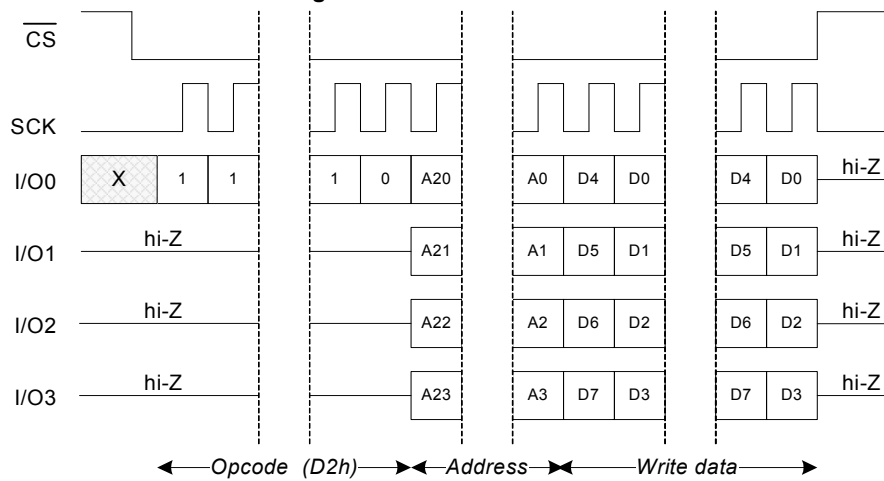 CS
SCK
I/O0 X 1 1 1 0 A20 A0 D4 D0 D4 D0 hi-Z
I/O1 hi-Z A21 A1 D5 D1 D5 D1 hi-Z
I/O2 hi-Z A22 A2 D6 D2 D6 D2 hi-Z
I/O3 hi-Z A23 A3 D7 D3 D7 D3 hi-Z
Opcode (D2h) Address Write data